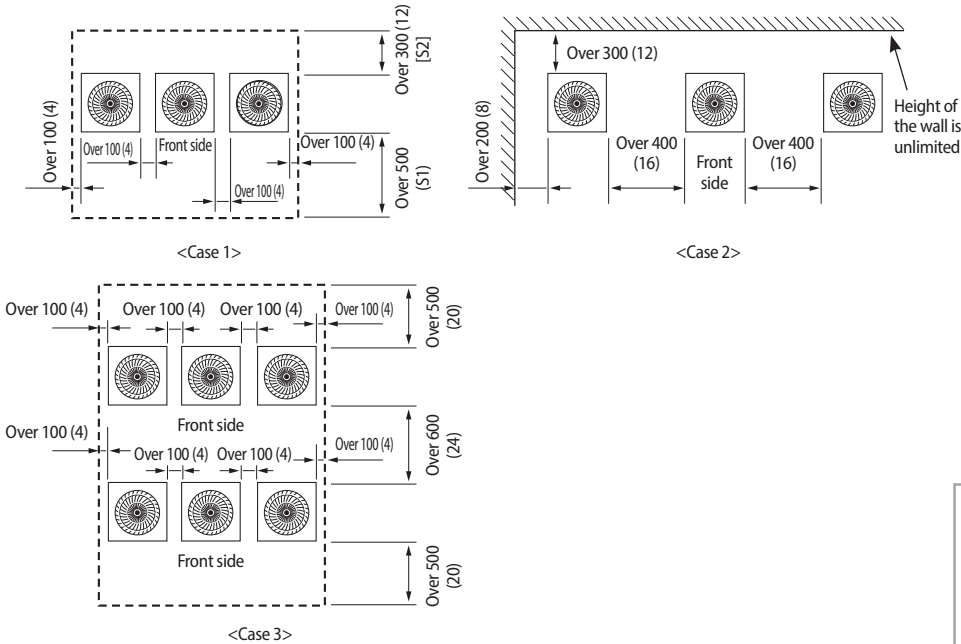 Over 300 (12)
[S2]
Over 100 (4)
Over 100 (4)
Front side
Over 100 (4)
Over 100 (4)
Over 500
(S1)
<Case 1>
Over 300 (12)
Over 200 (8)
Over 400
(16)
Front
side
Over 400
(16)
Height of
the wall is
unlimited
<Case 2>
Over 100 (4)
Over 100 (4)
Over 100 (4)
Over 100 (4)
Over 500
(20)
Front side
Over 100 (4)
Over 100 (4)
Over 100 (4)
Over 100 (4)
Over 600
(24)
Front side
Over 500
(20)
<Case 3>